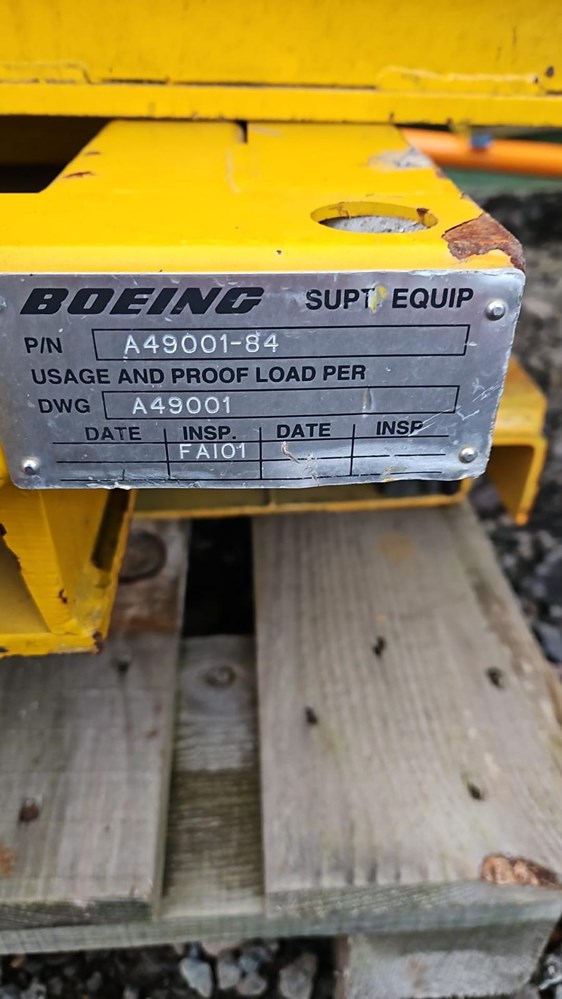 BOEING SUPT EQUIP
P/N A49001-84
USAGE AND PROOF LOAD PER
DWG A49001
DATE INSP. DATE INSP
FAI01